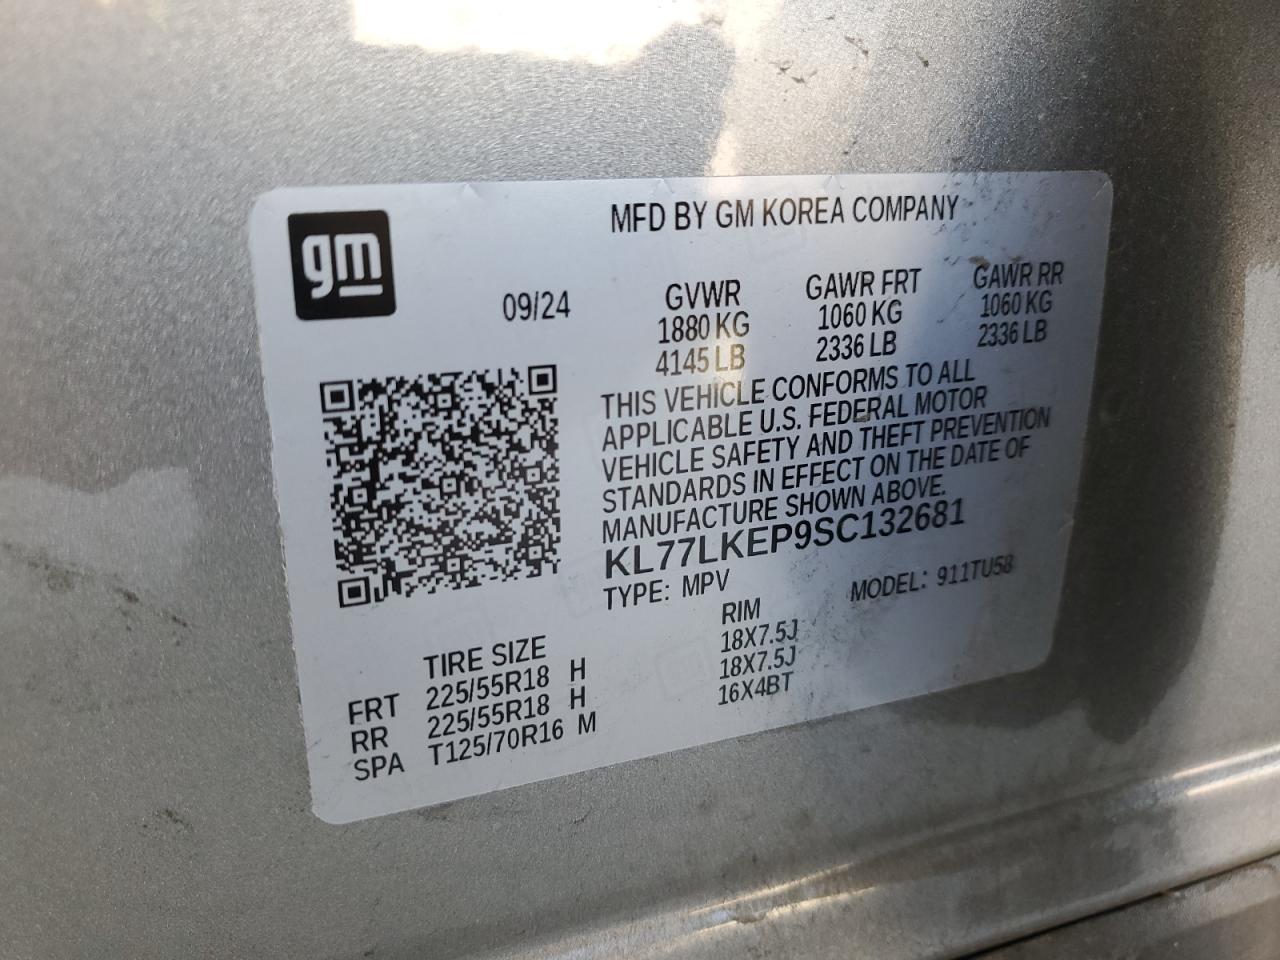 gm
MFD BY GM KOREA COMPANY
09/24
GVWR GAWR FRT GAWR RR
1880 KG 1060 KG 1060 KG
4145 LB 2336 LB 2336 LB
THIS VEHICLE CONFORMS TO ALL
APPLICABLE U.S. FEDERAL MOTOR
VEHICLE SAFETY AND THEFT PREVENTION
STANDARDS IN EFFECT ON THE DATE OF
MANUFACTURE SHOWN ABOVE.
KL77LKEP9SC132681
TYPE: MPV MODEL: 911TU58
TIRE SIZE RIM
FRT 225/55R18 H 18X7.5J
RR 225/55R18 H 18X7.5J
SPA T125/70R16 M 16X4BT